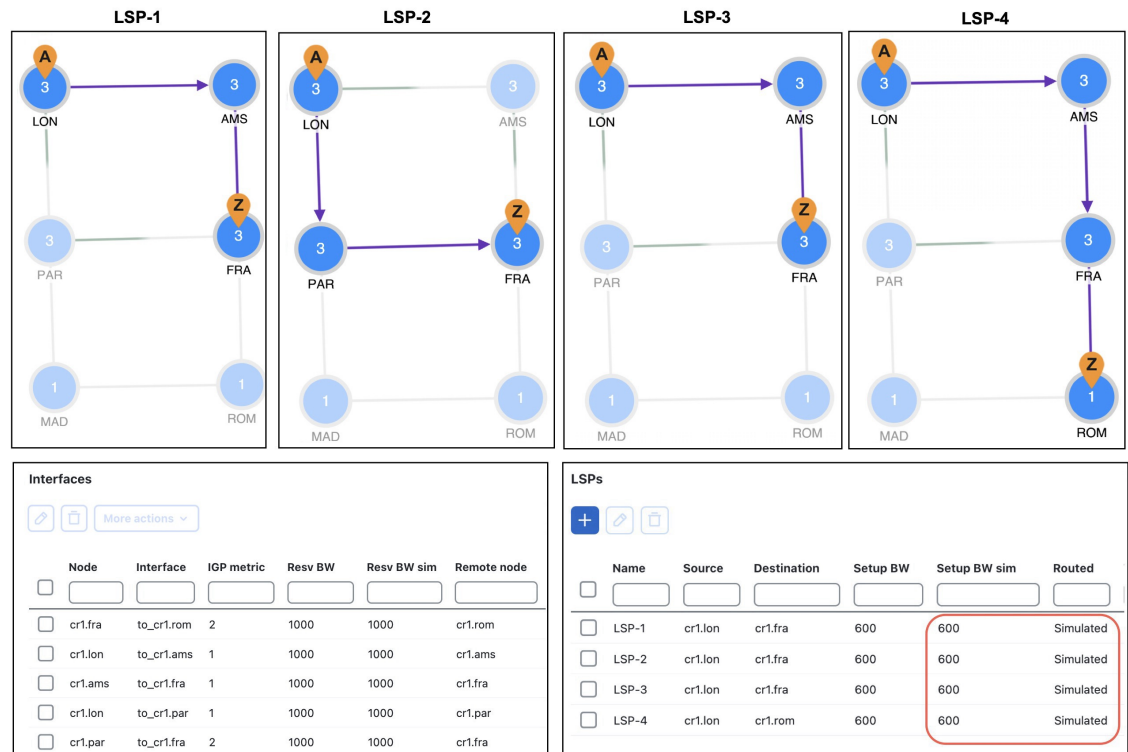 LSP-1 LSP-2 LSP-3 LSP-4
A A A A
3 3 3 3 3 3 3 3
LON AMS LON AMS LON AMS LON AMS
Z Z Z
3 3 3 3 3 3 3 3
PAR FRA PAR FRA PAR FRA PAR FRA
Z
1 1 1 1 1 1 1 1
MAD ROM MAD ROM MAD ROM MAD ROM
Interfaces
More actions
Node Interface IGP metric Resv BW Resv BW sim Remote node
cr1.fra to_cr1.rom 2 1000 1000 cr1.rom
cr1.lon to_cr1.ams 1 1000 1000 cr1.ams
cr1.ams to_cr1.fra 1 1000 1000 cr1.fra
cr1.lon to_cr1.par 1 1000 1000 cr1.par
cr1.par to_cr1.fra 2 1000 1000 cr1.fra
LSPs
Name Source Destination Setup BW Setup BW sim Routed
LSP-1 cr1.lon cr1.fra 600 600 Simulated
LSP-2 cr1.lon cr1.fra 600 600 Simulated
LSP-3 cr1.lon cr1.fra 600 600 Simulated
LSP-4 cr1.lon cr1.rom 600 600 Simulated